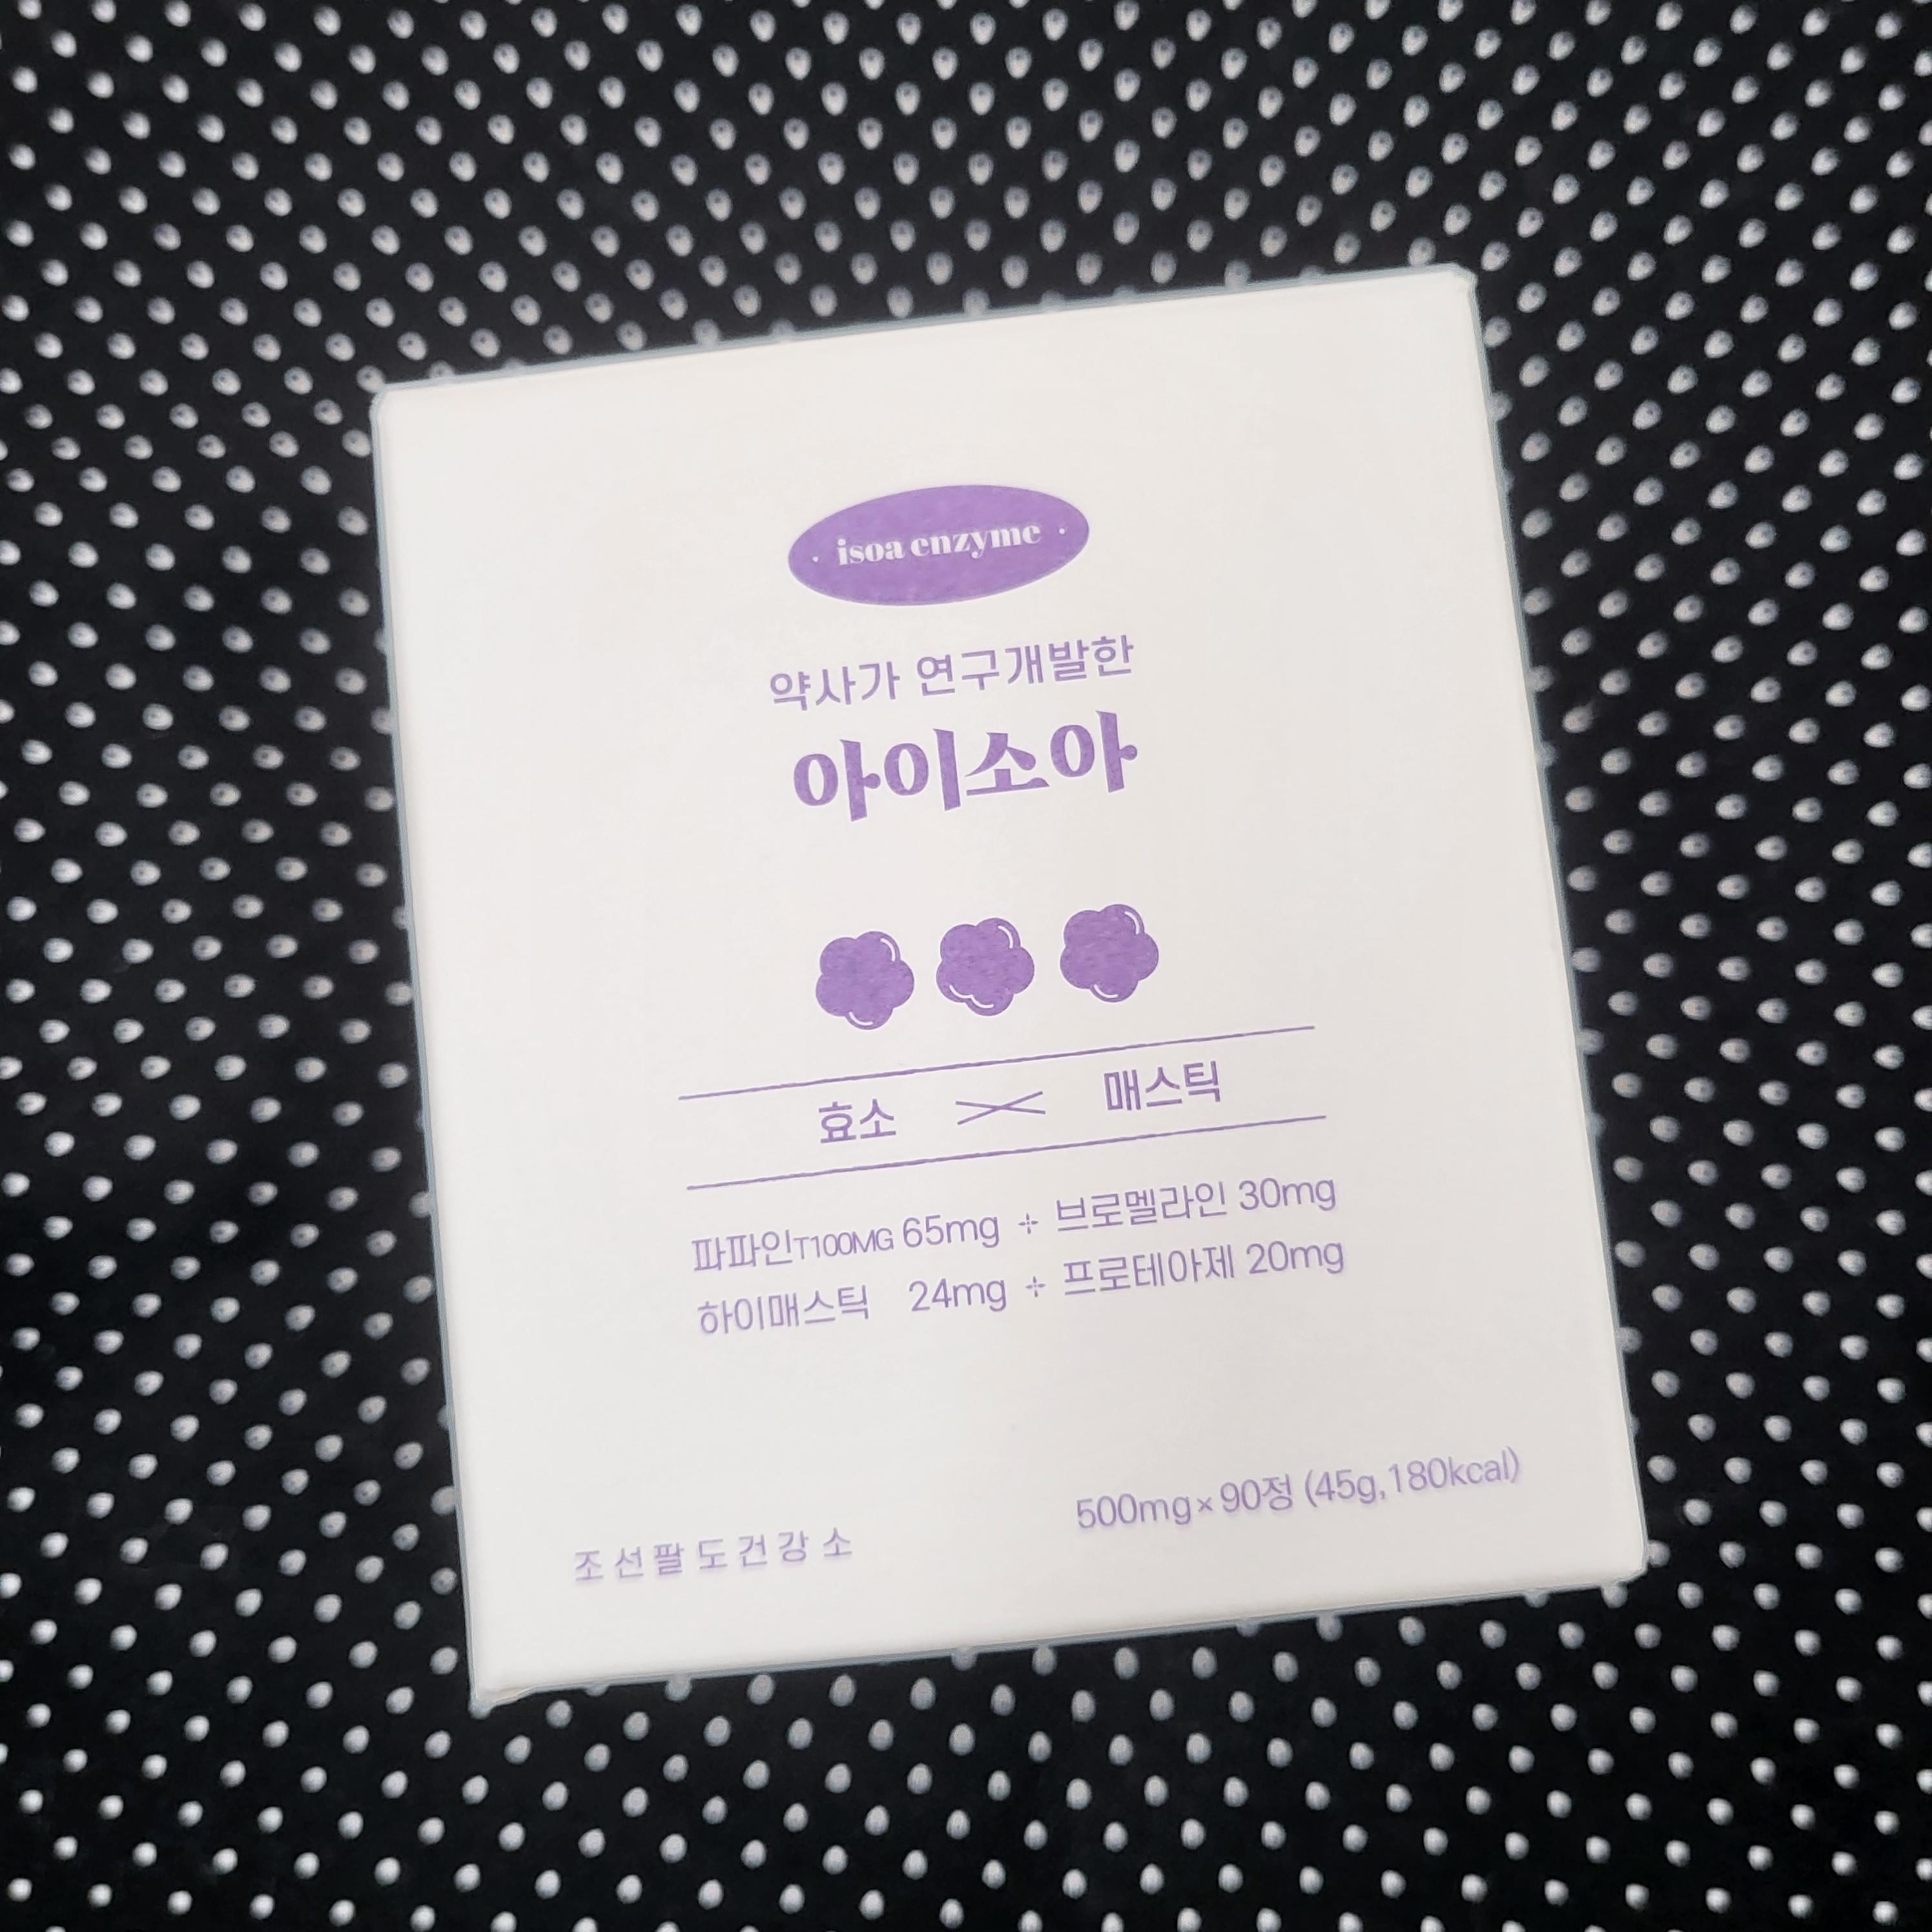 · isoa enzyme ·
약사가 연구개발한
아이소아
효소 × 매스틱
파파인T100MG 65mg + 브로멜라인 30mg
하이매스틱 24mg + 프로테아제 20mg
500mg×90정 (45g,180kcal)
조선팔도건강소